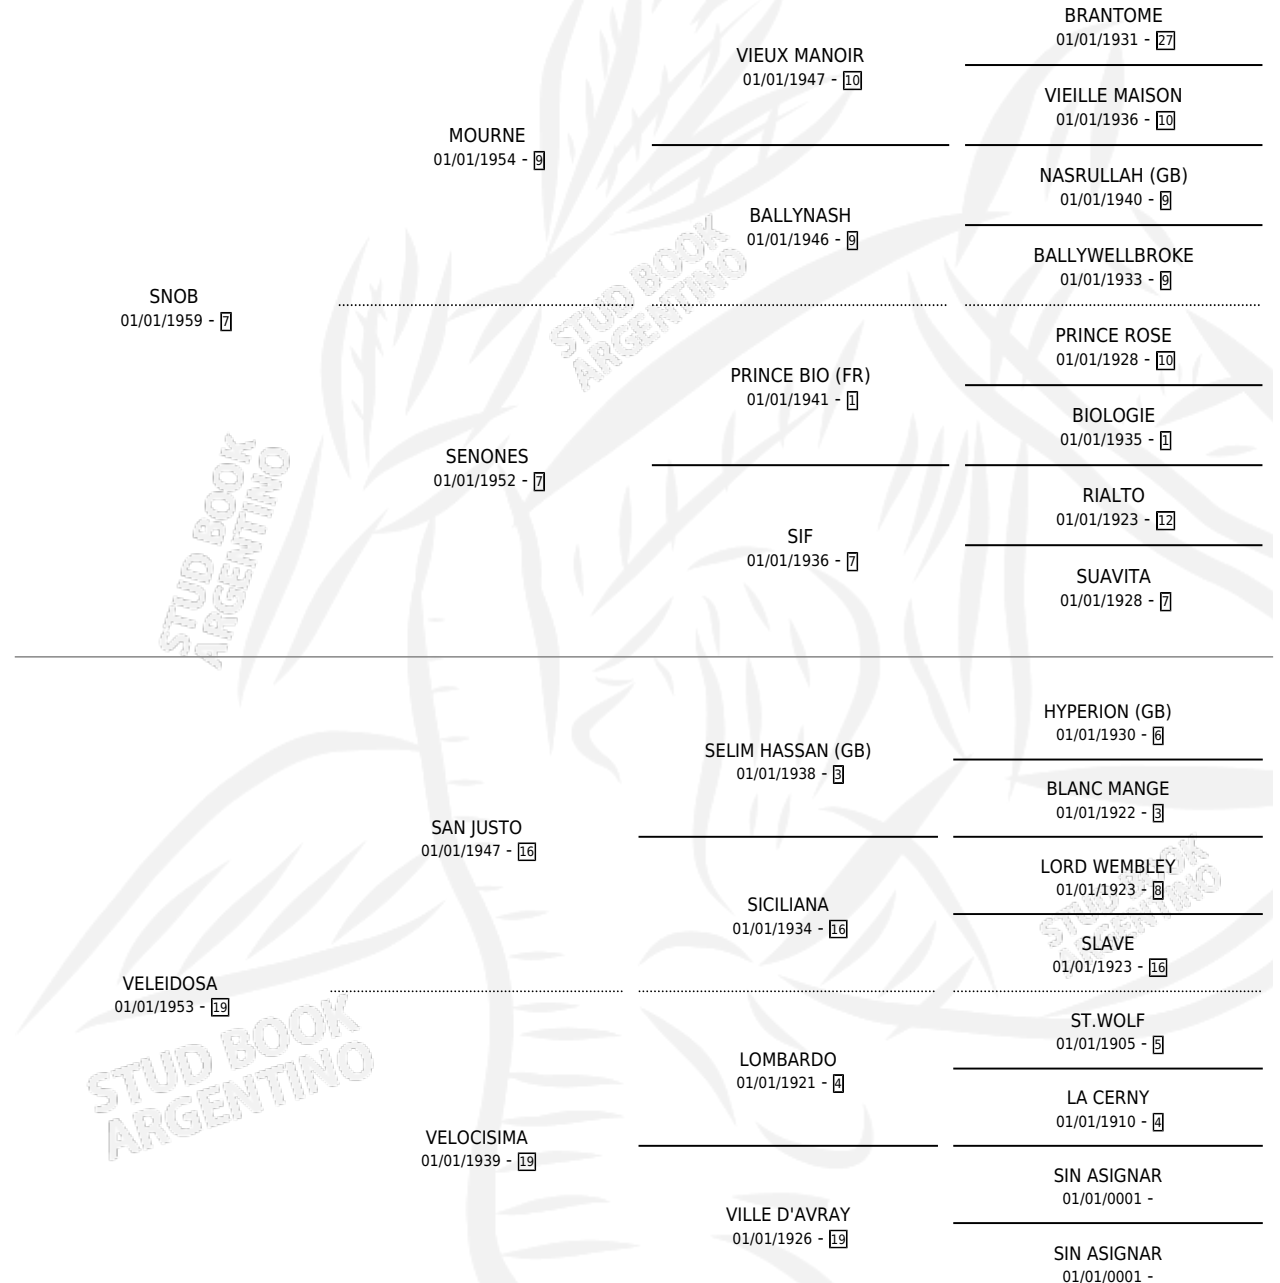 BRANTOME
01/01/1931 - 27
VIEUX MANOIR
01/01/1947 - 10
VIEILLE MAISON
01/01/1936 - 10
MOURNE
01/01/1954 - 9
NASRULLAH (GB)
01/01/1940 - 9
BALLYNASH
01/01/1946 - 9
BALLYWELLBROKE
01/01/1933 - 9
SNOB
01/01/1959 - 7
PRINCE ROSE
01/01/1928 - 10
PRINCE BIO (FR)
01/01/1941 - 1
BIOLOGIE
01/01/1935 - 1
SENONES
01/01/1952 - 7
RIALTO
01/01/1923 - 12
SIF
01/01/1936 - 7
SUAVITA
01/01/1928 - 7
HYPERION (GB)
01/01/1930 - 6
SELIM HASSAN (GB)
01/01/1938 - 3
BLANC MANGE
01/01/1922 - 3
SAN JUSTO
01/01/1947 - 16
LORD WEMBLEY
01/01/1923 - 8
SICILIANA
01/01/1934 - 16
SLAVE
01/01/1923 - 16
VELEIDOSA
01/01/1953 - 19
ST.WOLF
01/01/1905 - 5
LOMBARDO
01/01/1921 - 4
LA CERNY
01/01/1910 - 4
VELOCISIMA
01/01/1939 - 19
SIN ASIGNAR
01/01/0001 -
VILLE D'AVRAY
01/01/1926 - 19
SIN ASIGNAR
01/01/0001 -
STUD BOOK
ARGENTINO
STUD BOOK
ARGENTINO
STUD BOOK
ARGENTINO
STUD BOOK
ARGENTINO